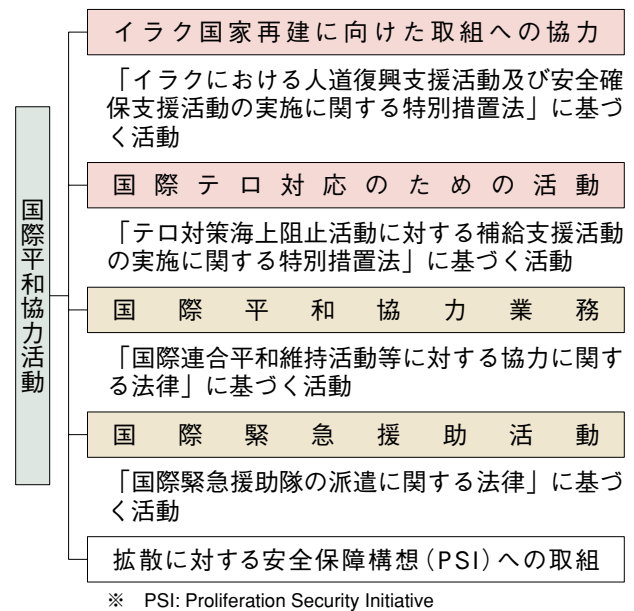 国際平和協力活動
イラク国家再建に向けた取組への協力
「イラクにおける人道復興支援活動及び安全確
保支援活動の実施に関する特別措置法」に基づ
く活動
国際テロ対応のための活動
「テロ対策海上阻止活動に対する補給支援活動
の実施に関する特別措置法」に基づく活動
国際平和協力業務
「国際連合平和維持活動等に対する協力に関す
る法律」に基づく活動
国際緊急援助活動
「国際緊急援助隊の派遣に関する法律」に基づ
く活動
拡散に対する安全保障構想(PSI)への取組
※ PSI: Proliferation Security Initiative